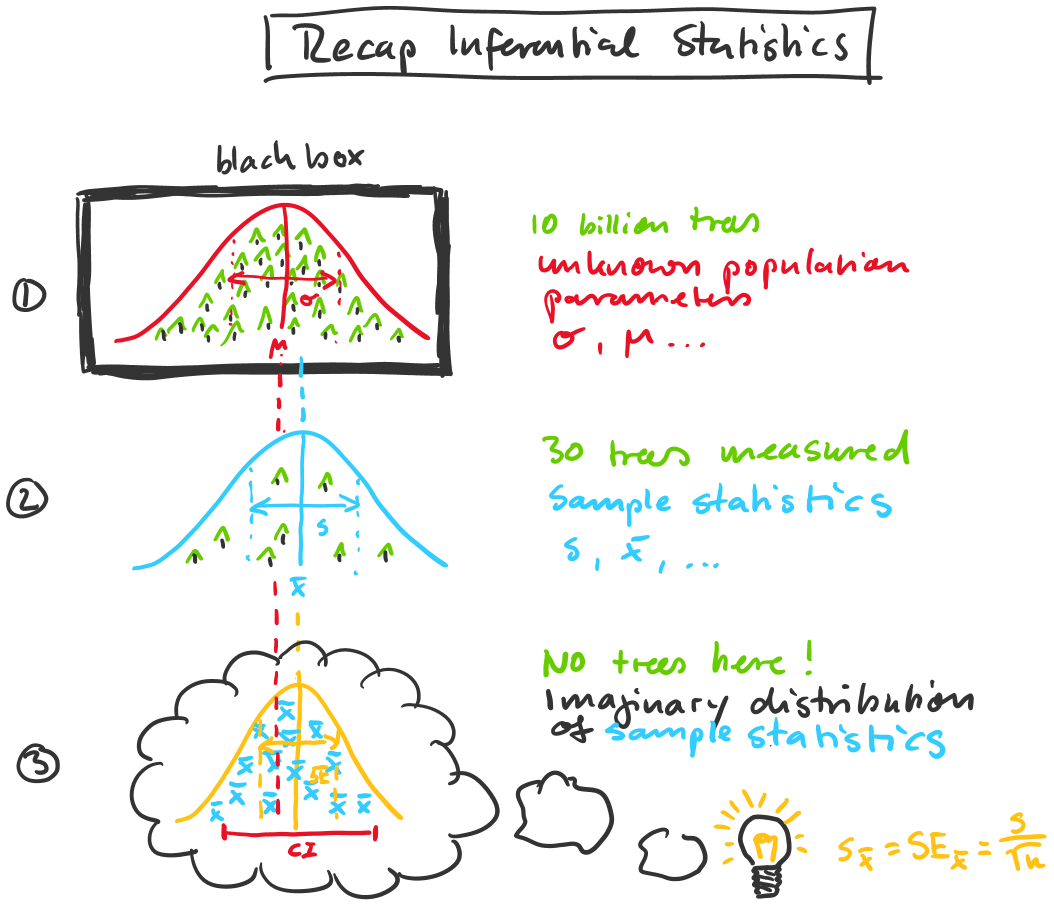 Recap Inferential Statistics
black box
①
σ
μ
10 billion trees
unknown population
parameters
σ, μ ...
②
s
x̄
30 trees measured
sample statistics
s, x̄, ...
③
x̄
x̄ x̄ x̄
x̄ x̄ x̄ x̄
SE
x̄ x̄ x̄
x̄ x̄ x̄
CI
NO trees here!
Imaginary distribution
of sample statistics
s_x̄ = SE_x̄ = s/√n